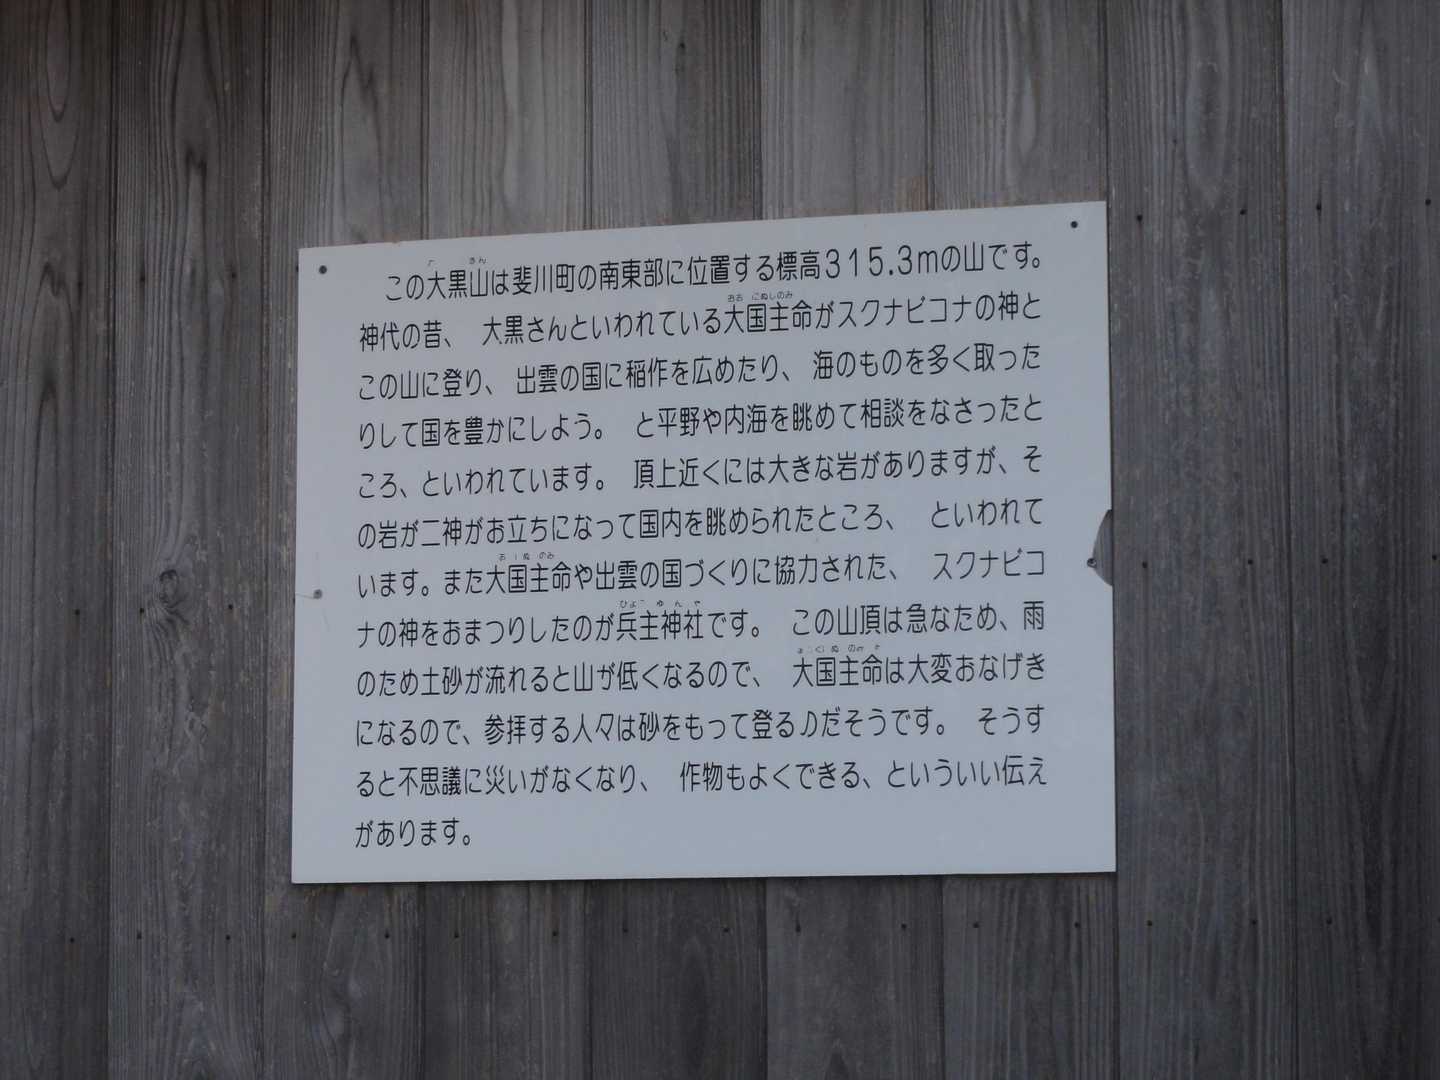 この大黒山は斐川町の南東部に位置する標高315.3mの山です。
神代の昔、 大黒さんといわれている大国主命がスクナビコナの神と
この山に登り、 出雲の国に稲作を広めたり、 海のものを多く取った
りして国を豊かにしよう。 と平野や内海を眺めて相談をなさったと
ころ、といわれています。 頂上近くには大きな岩がありますが、そ
の岩が二神がお立ちになって国内を眺められたところ、 といわれて
います。また大国主命や出雲の国づくりに協力された、 スクナビコ
ナの神をおまつりしたのが兵主神社です。 この山頂は急なため、雨
のため土砂が流れると山が低くなるので、 大国主命は大変おなげき
になるので、参拝する人々は砂をもって登る♪だそうです。 そうす
ると不思議に災いがなくなり、 作物もよくできる、といういい伝え
があります。